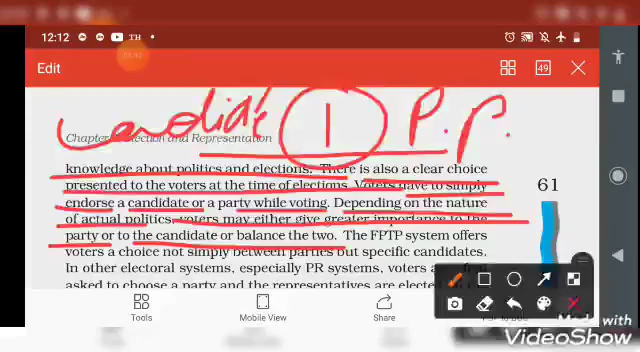 12:12 TH
Edit 49
Candidate 1 P.P.
Chapter Election and Representation
knowledge about politics and elections. There is also a clear choice
presented to the voters at the time of elections. Voters have to simply
endorse a candidate or a party while voting. Depending on the nature
of actual politics, voters may either give greater importance to the
party or to the candidate or balance the two. The FPTP system offers
voters a choice not simply between parties but specific candidates.
In other electoral systems, especially PR systems, voters
asked to choose a party and the representatives are elected
61
Tools Mobile View Share
Made with
VideoShow